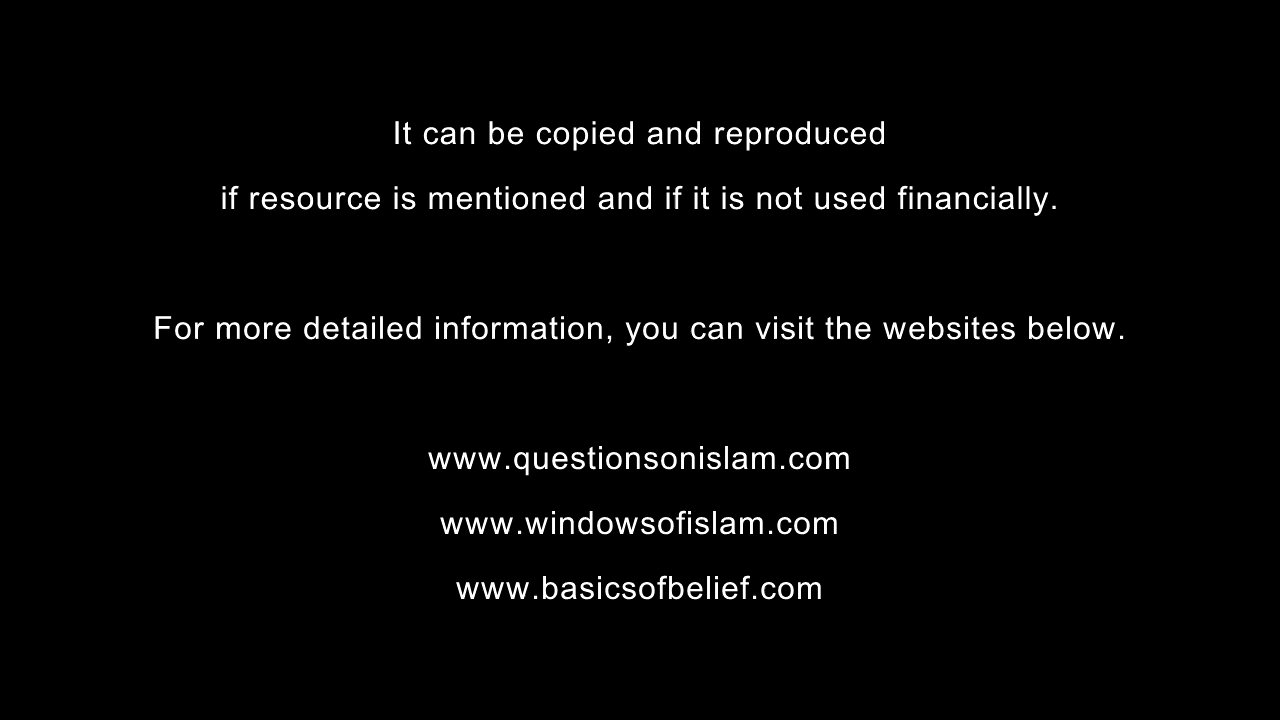 It can be copied and reproduced
if resource is mentioned and if it is not used financially.
For more detailed information, you can visit the websites below.
www.questionsonislam.com
www.windowsofislam.com
www.basicsofbelief.com